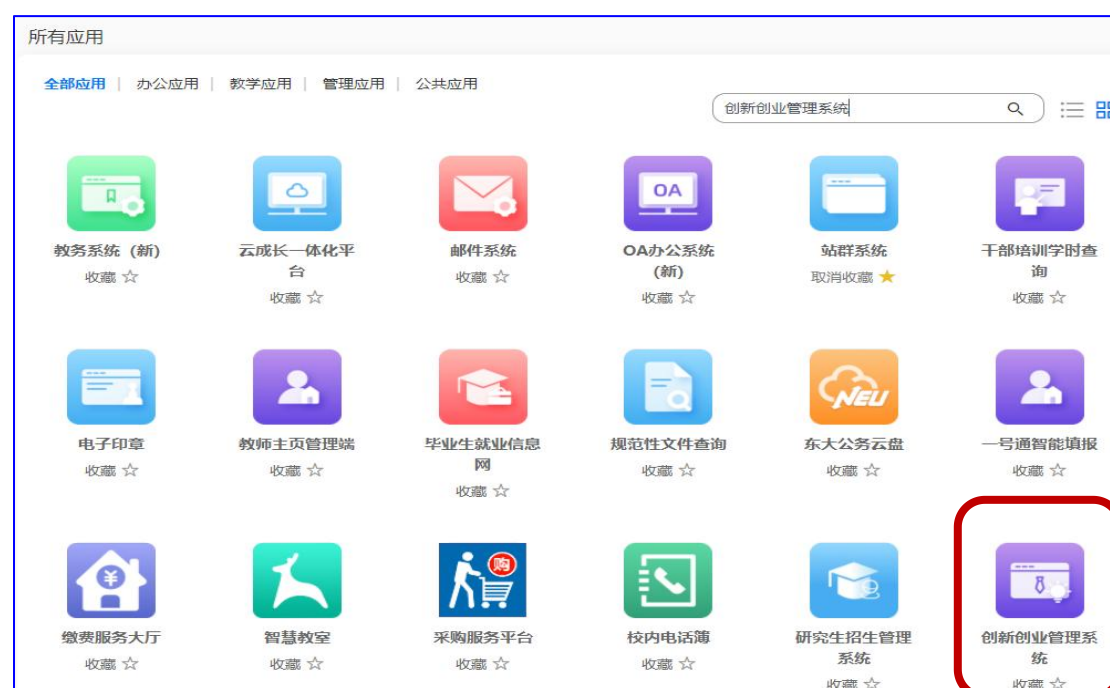 所有应用
全部应用 | 办公应用 | 教学应用 | 管理应用 | 公共应用
创新创业管理系统
OA
教务系统（新）
收藏 ☆
云成长一体化平
台
收藏 ☆
邮件系统
收藏 ☆
OA办公系统
（新）
收藏 ☆
站群系统
取消收藏 ★
干部培训学时查
询
收藏 ☆
NEU
电子印章
收藏 ☆
教师主页管理端
收藏 ☆
毕业生就业信息
网
收藏 ☆
规范性文件查询
收藏 ☆
东大公务云盘
收藏 ☆
一号通智能填报
收藏 ☆
¥
购
缴费服务大厅
收藏 ☆
智慧教室
收藏 ☆
采购服务平台
收藏 ☆
校内电话簿
收藏 ☆
研究生招生管理
系统
收藏 ☆
创新创业管理系
统
收藏 ☆